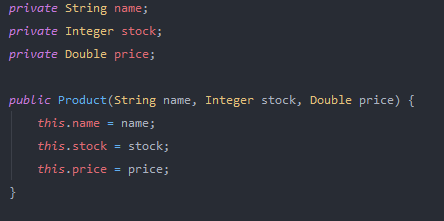 private String name;
private Integer stock;
private Double price;
public Product(String name, Integer stock, Double price) {
this.name = name;
this.stock = stock;
this.price = price;
}